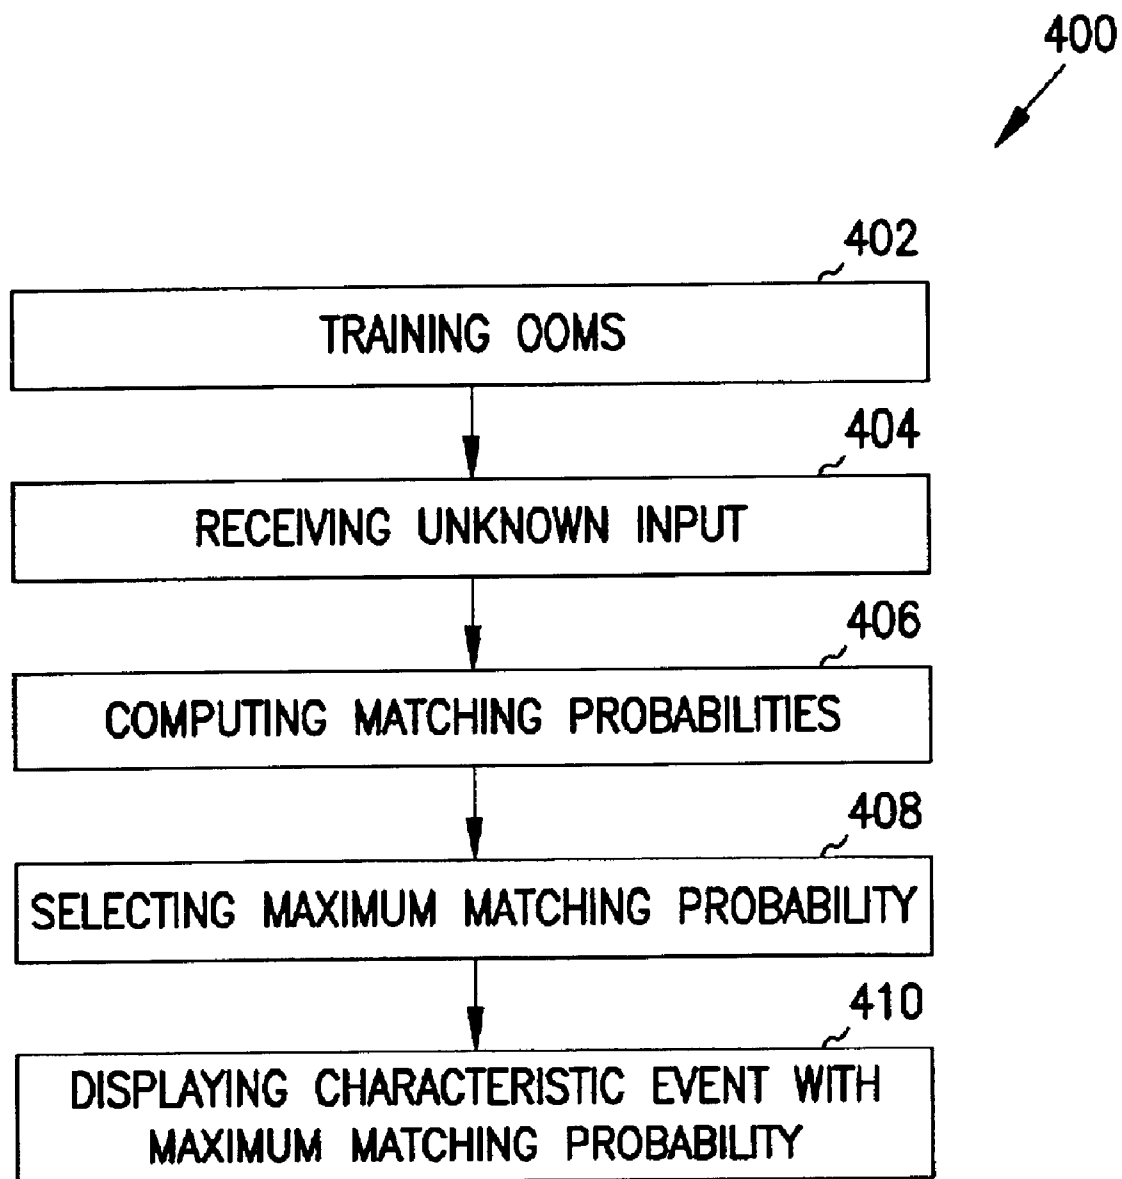 400
402
TRAINING OOMS
404
RECEIVING UNKNOWN INPUT
406
COMPUTING MATCHING PROBABILITIES
408
SELECTING MAXIMUM MATCHING PROBABILITY
410
DISPLAYING CHARACTERISTIC EVENT WITH
MAXIMUM MATCHING PROBABILITY